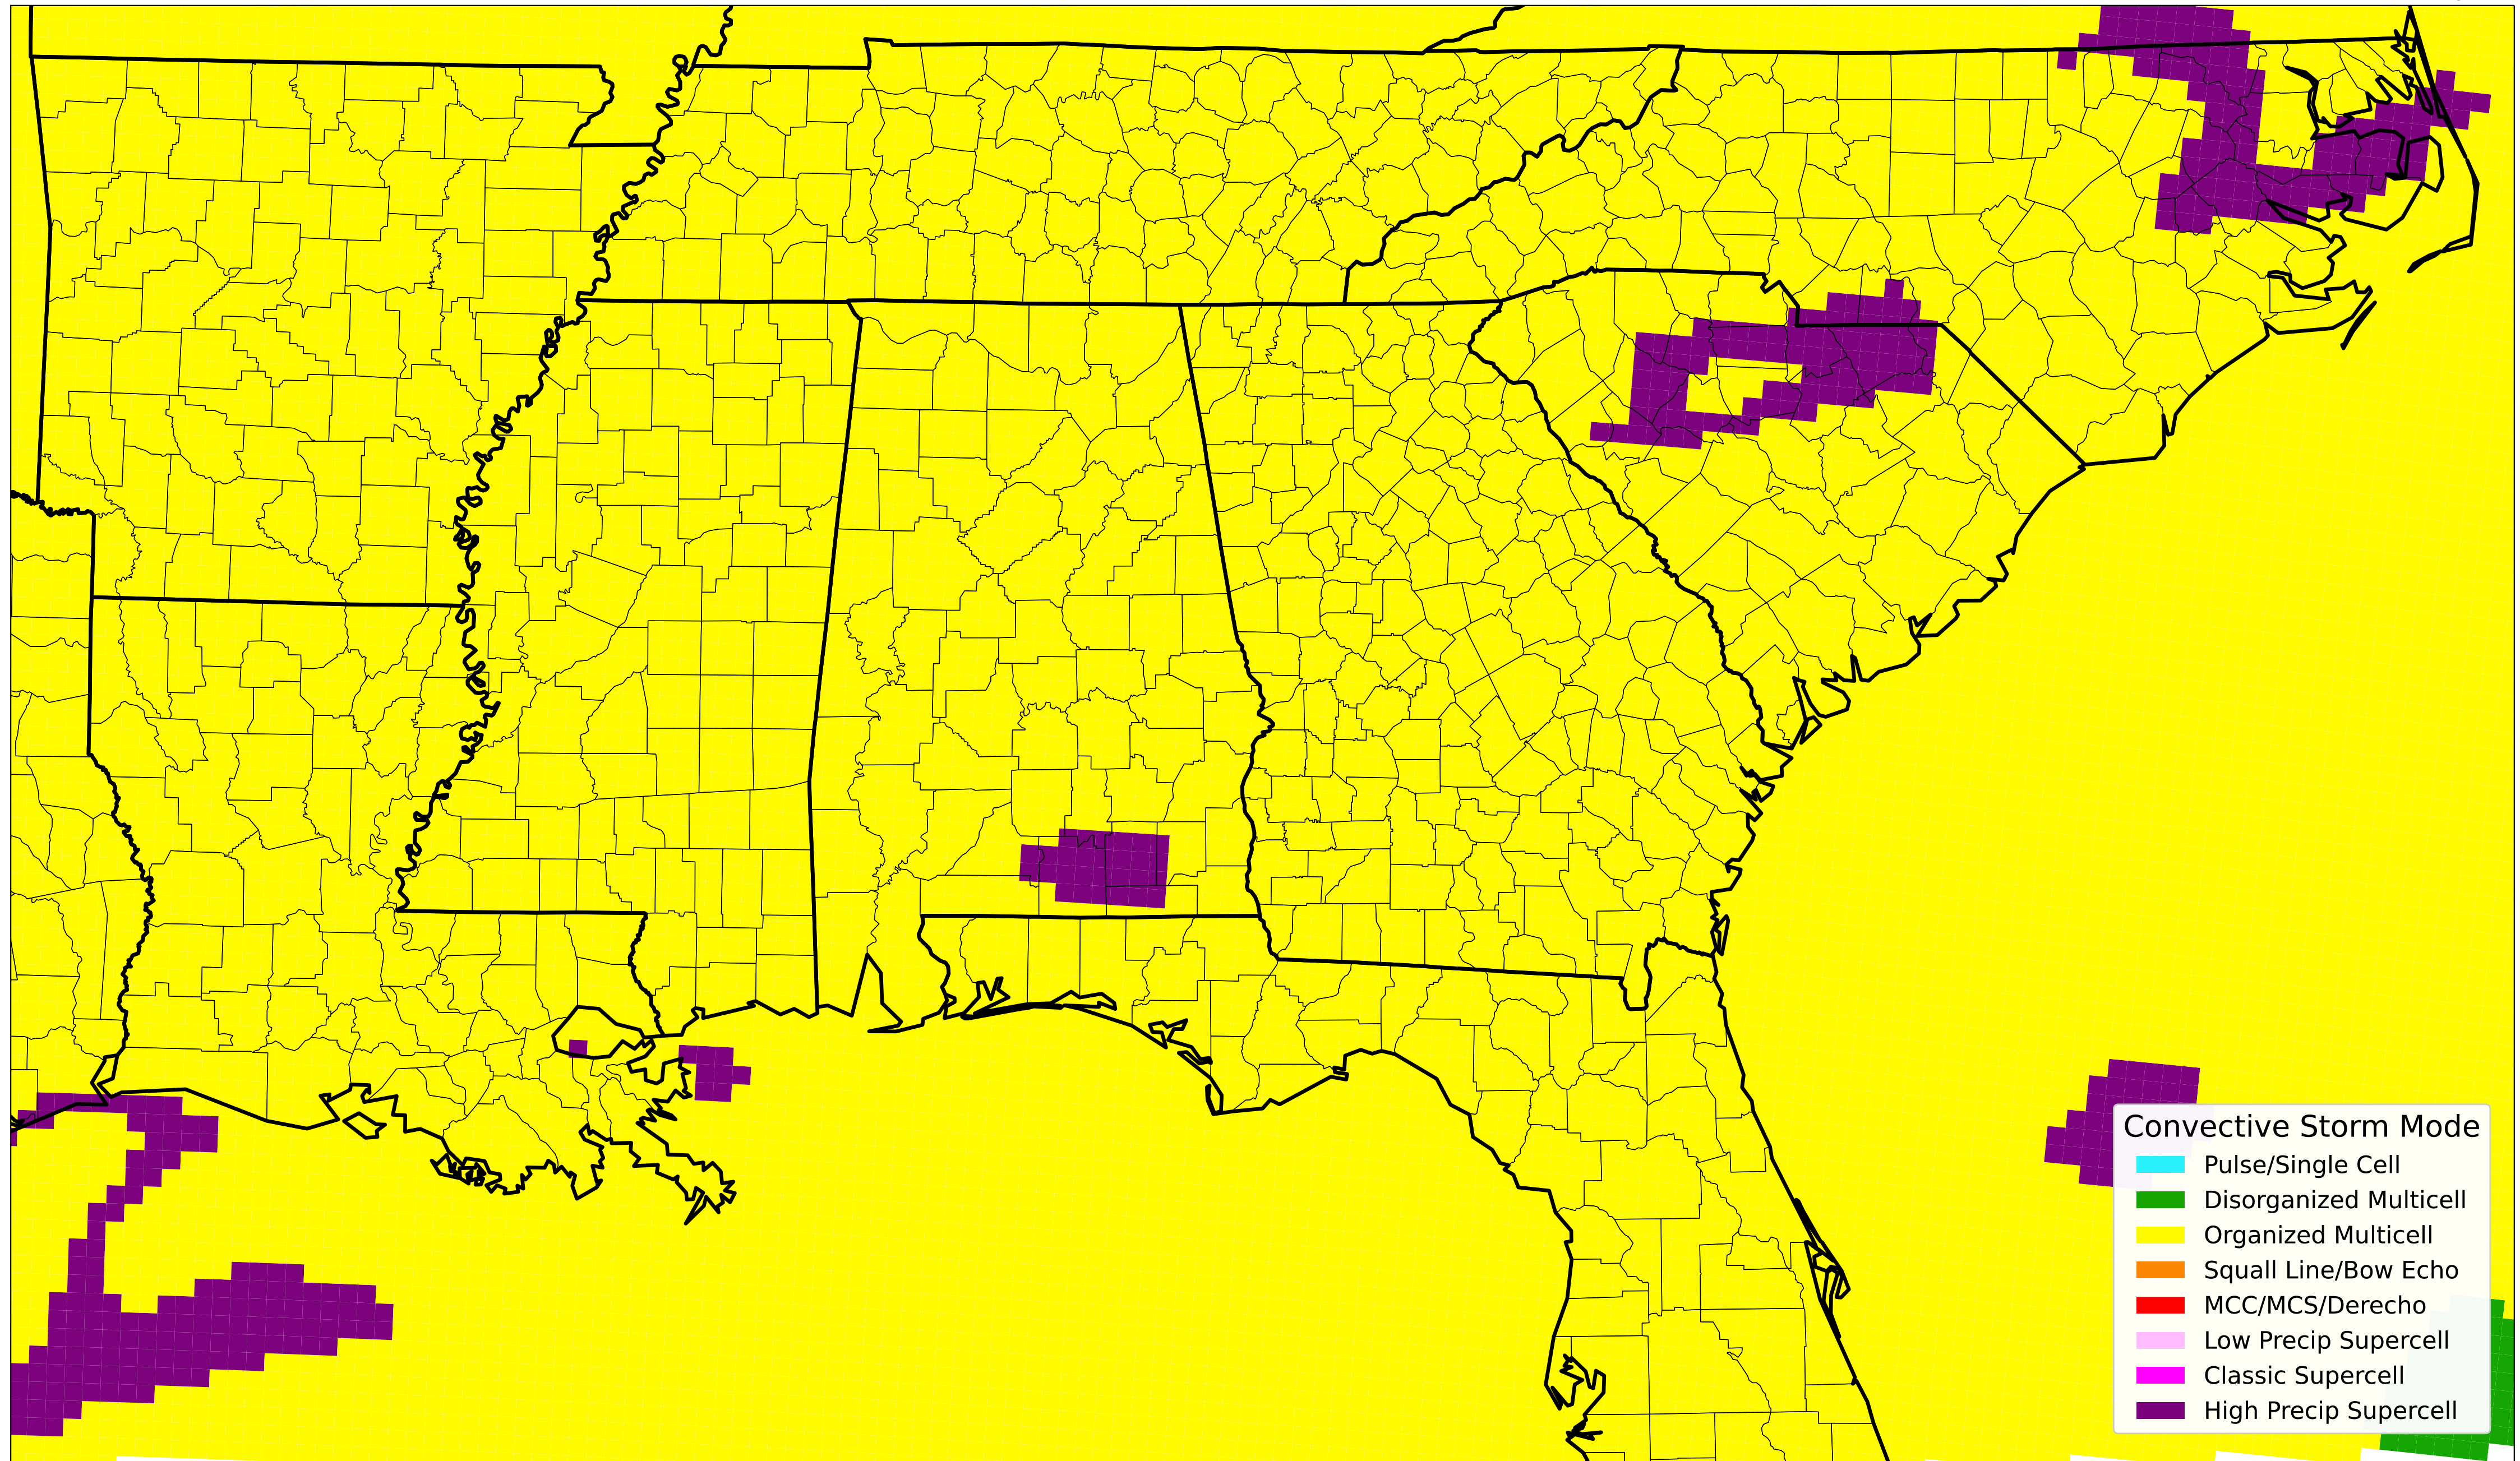 Convective Storm Mode
Pulse/Single Cell
Disorganized Multicell
Organized Multicell
Squall Line/Bow Echo
MCC/MCS/Derecho
Low Precip Supercell
Classic Supercell
High Precip Supercell